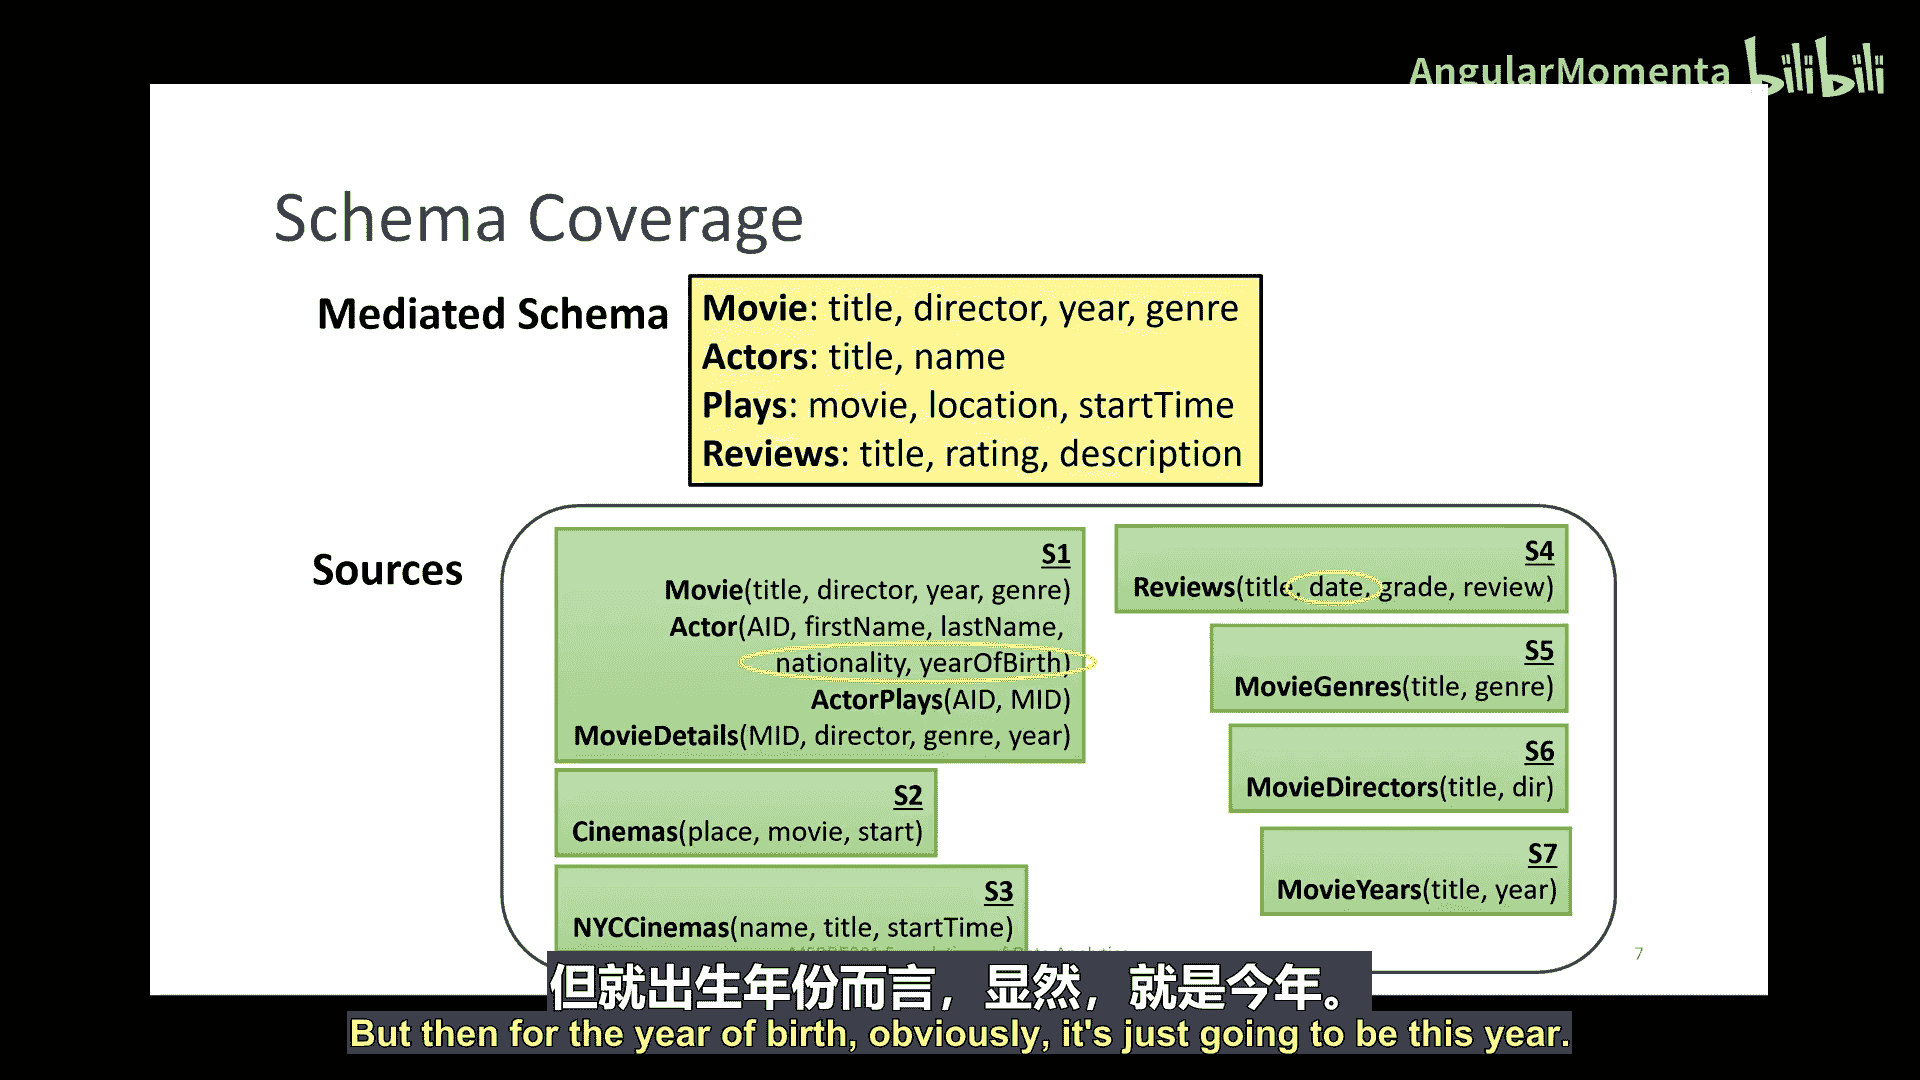 AngularMomenta bilibili
Schema Coverage
Mediated Schema
Movie: title, director, year, genre
Actors: title, name
Plays: movie, location, startTime
Reviews: title, rating, description
Sources
S1
Movie(title, director, year, genre)
Actor(AID, firstName, lastName,
nationality, yearOfBirth)
ActorPlays(AID, MID)
MovieDetails(MID, director, genre, year)
S2
Cinemas(place, movie, start)
S3
NYCCinemas(name, title, startTime)
S4
Reviews(title, date, grade, review)
S5
MovieGenres(title, genre)
S6
MovieDirectors(title, dir)
S7
MovieYears(title, year)
7
但就出生年份而言，显然，就是今年。
But then for the year of birth, obviously, it's just going to be this year.